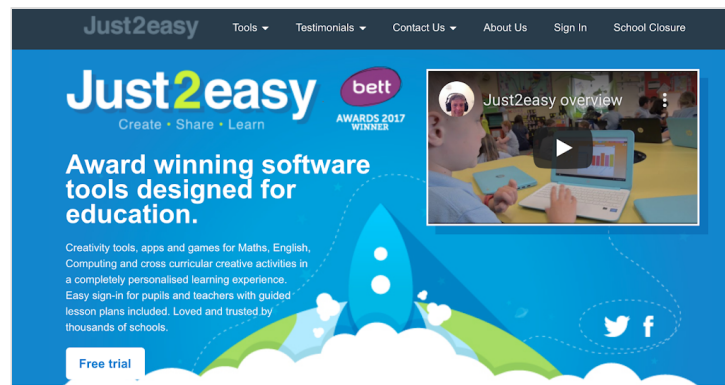 Just2easy
Tools
Testimonials
Contact Us
About Us
Sign In
School Closure
Just2easy
Create • Share • Learn
bett
AWARDS 2017
WINNER
Just2easy overview
Award winning software
tools designed for
education.
Creativity tools, apps and games for Maths, English,
Computing and cross curricular creative activities in
a completely personalised learning experience.
Easy sign-in for pupils and teachers with guided
lesson plans included. Loved and trusted by
thousands of schools.
Free trial